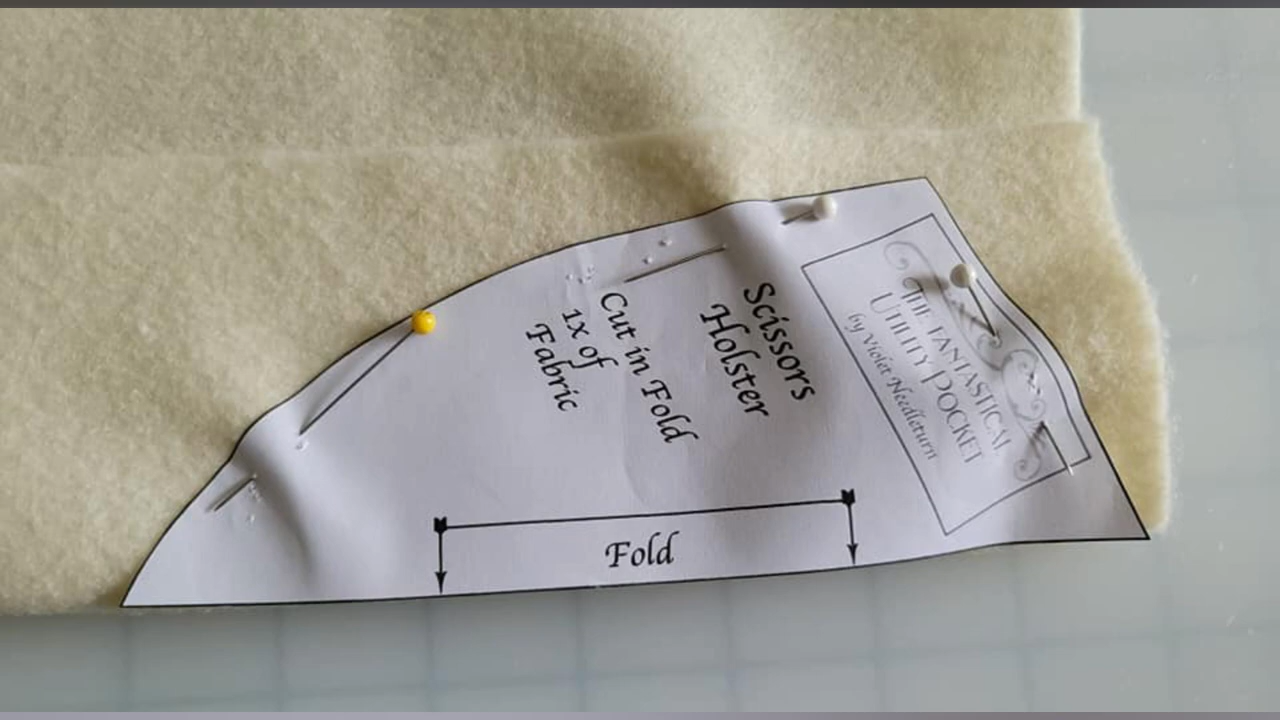 Scissors
Holster
Cut in Fold
1x of
Fabric
THE FANTASTICAL
UTILITY POCKET
by Violet Needleturn
Fold